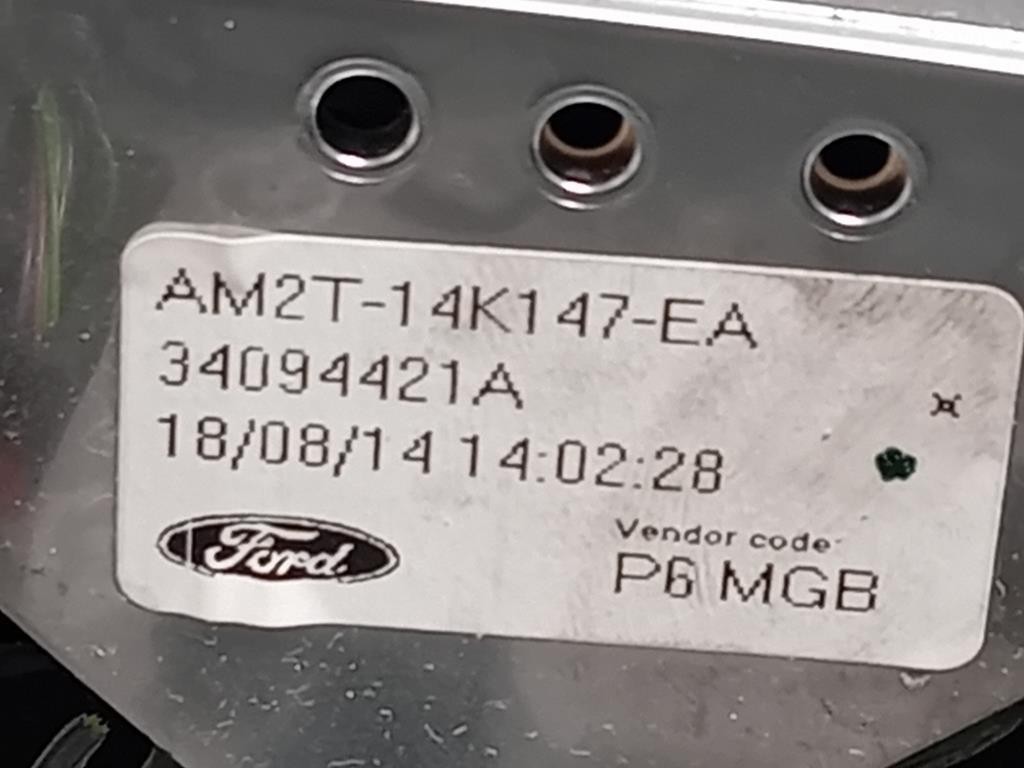 AM2T-14K147-EA
34094421A
18/08/14 14:02:28
Ford
Vendor code:
P6 MGB